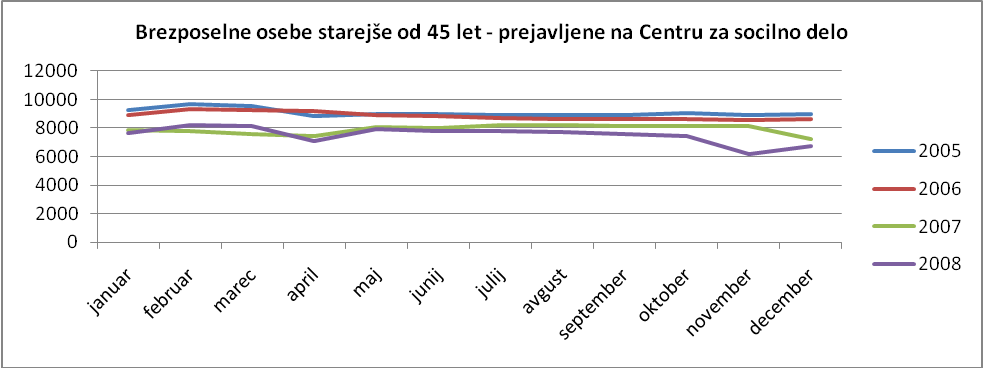 Brezposelne osebe starejše od 45 let - prejavljene na Centru za socilno delo
12000
10000
8000
6000
4000
2000
0
januar
februar
marec
april
maj
junij
julij
avgust
september
oktober
november
december
2005
2006
2007
2008